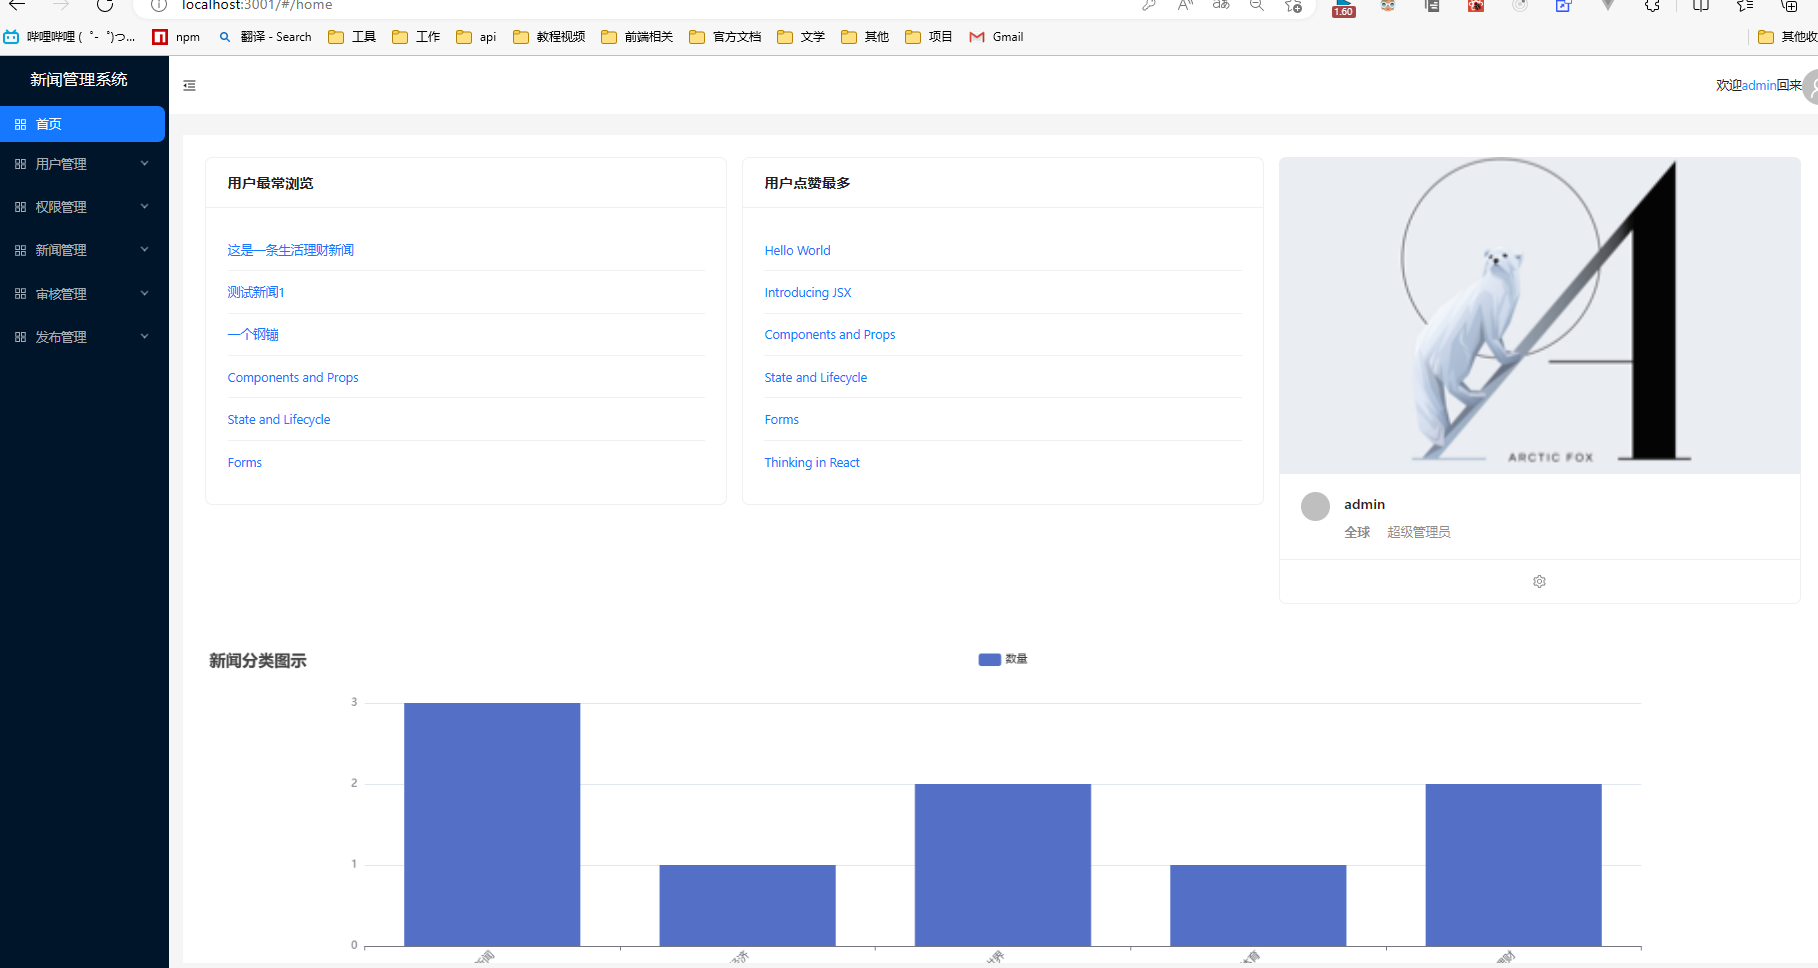 localhost:3001/#/home
1.60
哔哩哔哩 (゜-゜)つ...
npm
翻译 - Search
工具
工作
api
教程视频
前端相关
官方文档
文学
其他
项目
Gmail
其他收
新闻管理系统
欢迎admin回来
首页
用户管理
权限管理
新闻管理
审核管理
发布管理
用户最常浏览
这是一条生活理财新闻
测试新闻1
一个钢镚
Components and Props
State and Lifecycle
Forms
用户点赞最多
Hello World
Introducing JSX
Components and Props
State and Lifecycle
Forms
Thinking in React
ARCTIC FOX
admin
全球 超级管理员
新闻分类图示
数量
3
2
1
0